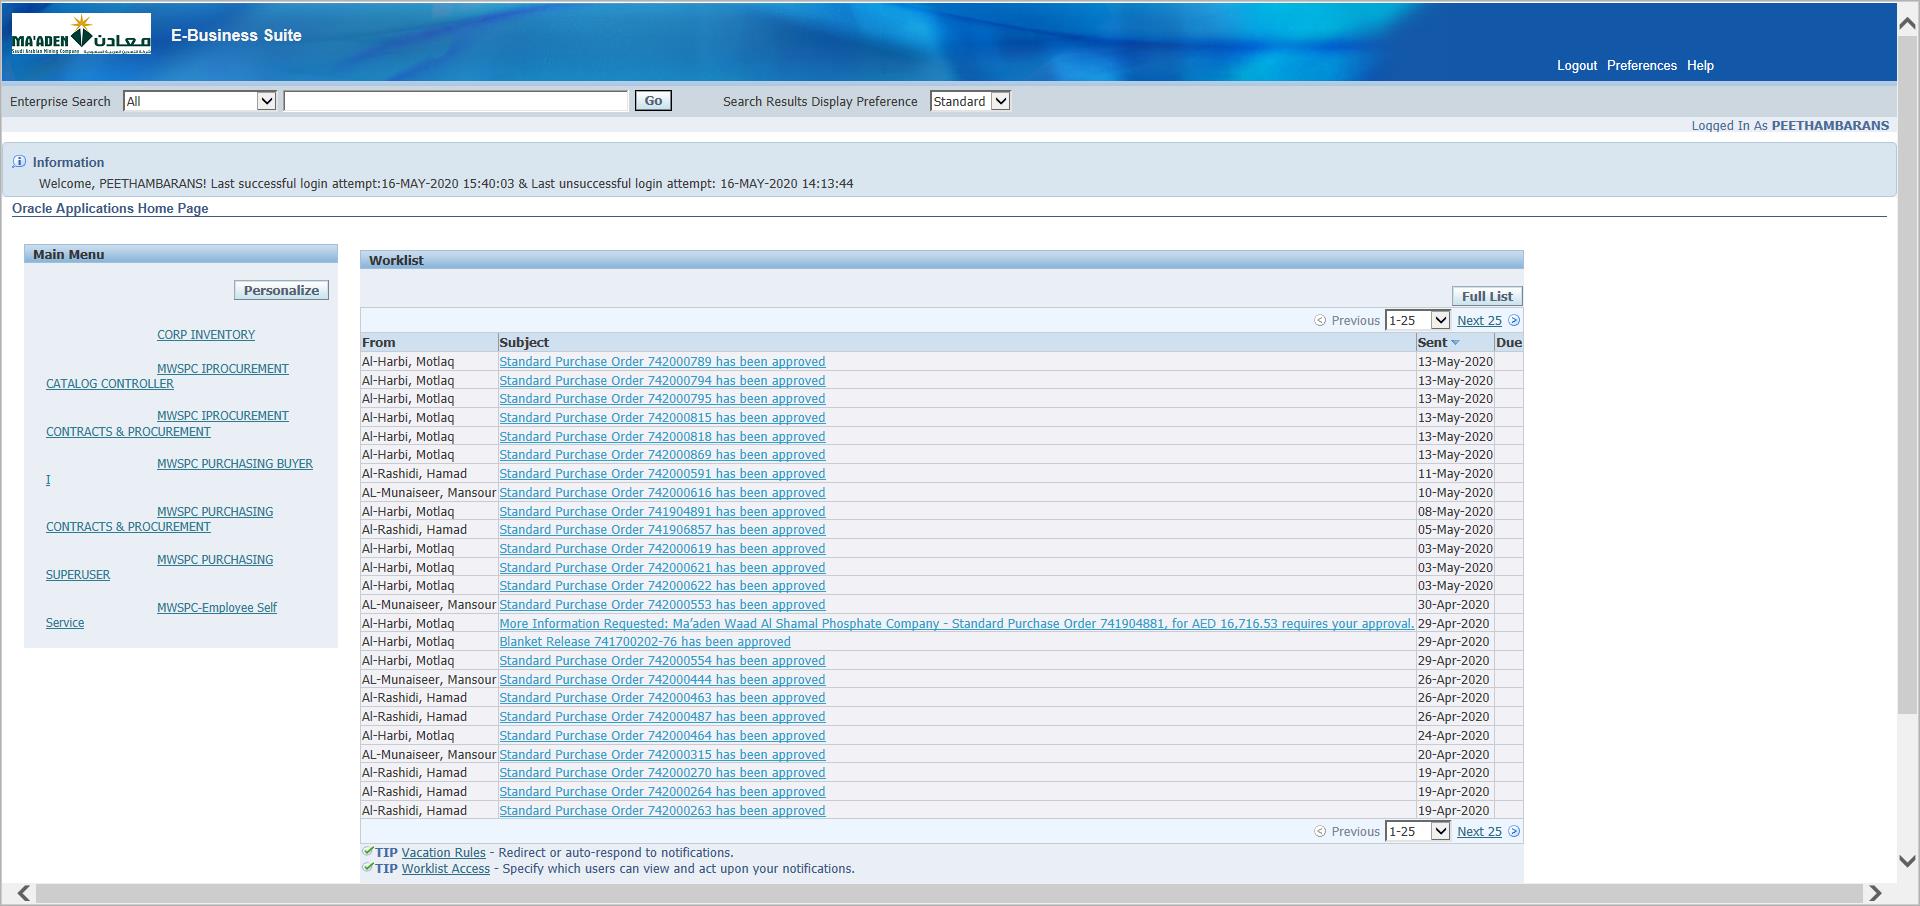 MA'ADEN معادن
Saudi Arabian Mining Company
E-Business Suite
Logout Preferences Help
Enterprise Search All Go Search Results Display Preference Standard
Logged In As PEETHAMBARANS
Information
Welcome, PEETHAMBARANS! Last successful login attempt:16-MAY-2020 15:40:03 & Last unsuccessful login attempt: 16-MAY-2020 14:13:44
Oracle Applications Home Page
Main Menu
Personalize
CORP INVENTORY
MWSPC IPROCUREMENT
CATALOG CONTROLLER
MWSPC IPROCUREMENT
CONTRACTS & PROCUREMENT
MWSPC PURCHASING BUYER
I
MWSPC PURCHASING
CONTRACTS & PROCUREMENT
MWSPC PURCHASING
SUPERUSER
MWSPC-Employee Self
Service
Worklist
Full List
Previous 1-25 Next 25
From Subject Sent Due
Al-Harbi, Motlaq Standard Purchase Order 742000789 has been approved 13-May-2020
Al-Harbi, Motlaq Standard Purchase Order 742000794 has been approved 13-May-2020
Al-Harbi, Motlaq Standard Purchase Order 742000795 has been approved 13-May-2020
Al-Harbi, Motlaq Standard Purchase Order 742000815 has been approved 13-May-2020
Al-Harbi, Motlaq Standard Purchase Order 742000818 has been approved 13-May-2020
Al-Harbi, Motlaq Standard Purchase Order 742000869 has been approved 13-May-2020
Al-Rashidi, Hamad Standard Purchase Order 742000591 has been approved 11-May-2020
AL-Munaiseer, Mansour Standard Purchase Order 742000616 has been approved 10-May-2020
Al-Harbi, Motlaq Standard Purchase Order 741904891 has been approved 08-May-2020
Al-Rashidi, Hamad Standard Purchase Order 741906857 has been approved 05-May-2020
Al-Harbi, Motlaq Standard Purchase Order 742000619 has been approved 03-May-2020
Al-Harbi, Motlaq Standard Purchase Order 742000621 has been approved 03-May-2020
Al-Harbi, Motlaq Standard Purchase Order 742000622 has been approved 03-May-2020
AL-Munaiseer, Mansour Standard Purchase Order 742000553 has been approved 30-Apr-2020
Al-Harbi, Motlaq More Information Requested: Ma'aden Waad Al Shamal Phosphate Company - Standard Purchase Order 741904881, for AED 16,716.53 requires your approval. 29-Apr-2020
Al-Harbi, Motlaq Blanket Release 741700202-76 has been approved 29-Apr-2020
Al-Harbi, Motlaq Standard Purchase Order 742000554 has been approved 29-Apr-2020
AL-Munaiseer, Mansour Standard Purchase Order 742000444 has been approved 26-Apr-2020
Al-Rashidi, Hamad Standard Purchase Order 742000463 has been approved 26-Apr-2020
Al-Rashidi, Hamad Standard Purchase Order 742000487 has been approved 26-Apr-2020
Al-Harbi, Motlaq Standard Purchase Order 742000464 has been approved 24-Apr-2020
AL-Munaiseer, Mansour Standard Purchase Order 742000315 has been approved 20-Apr-2020
Al-Rashidi, Hamad Standard Purchase Order 742000270 has been approved 19-Apr-2020
Al-Rashidi, Hamad Standard Purchase Order 742000264 has been approved 19-Apr-2020
Al-Rashidi, Hamad Standard Purchase Order 742000263 has been approved 19-Apr-2020
Previous 1-25 Next 25
TIP Vacation Rules - Redirect or auto-respond to notifications.
TIP Worklist Access - Specify which users can view and act upon your notifications.